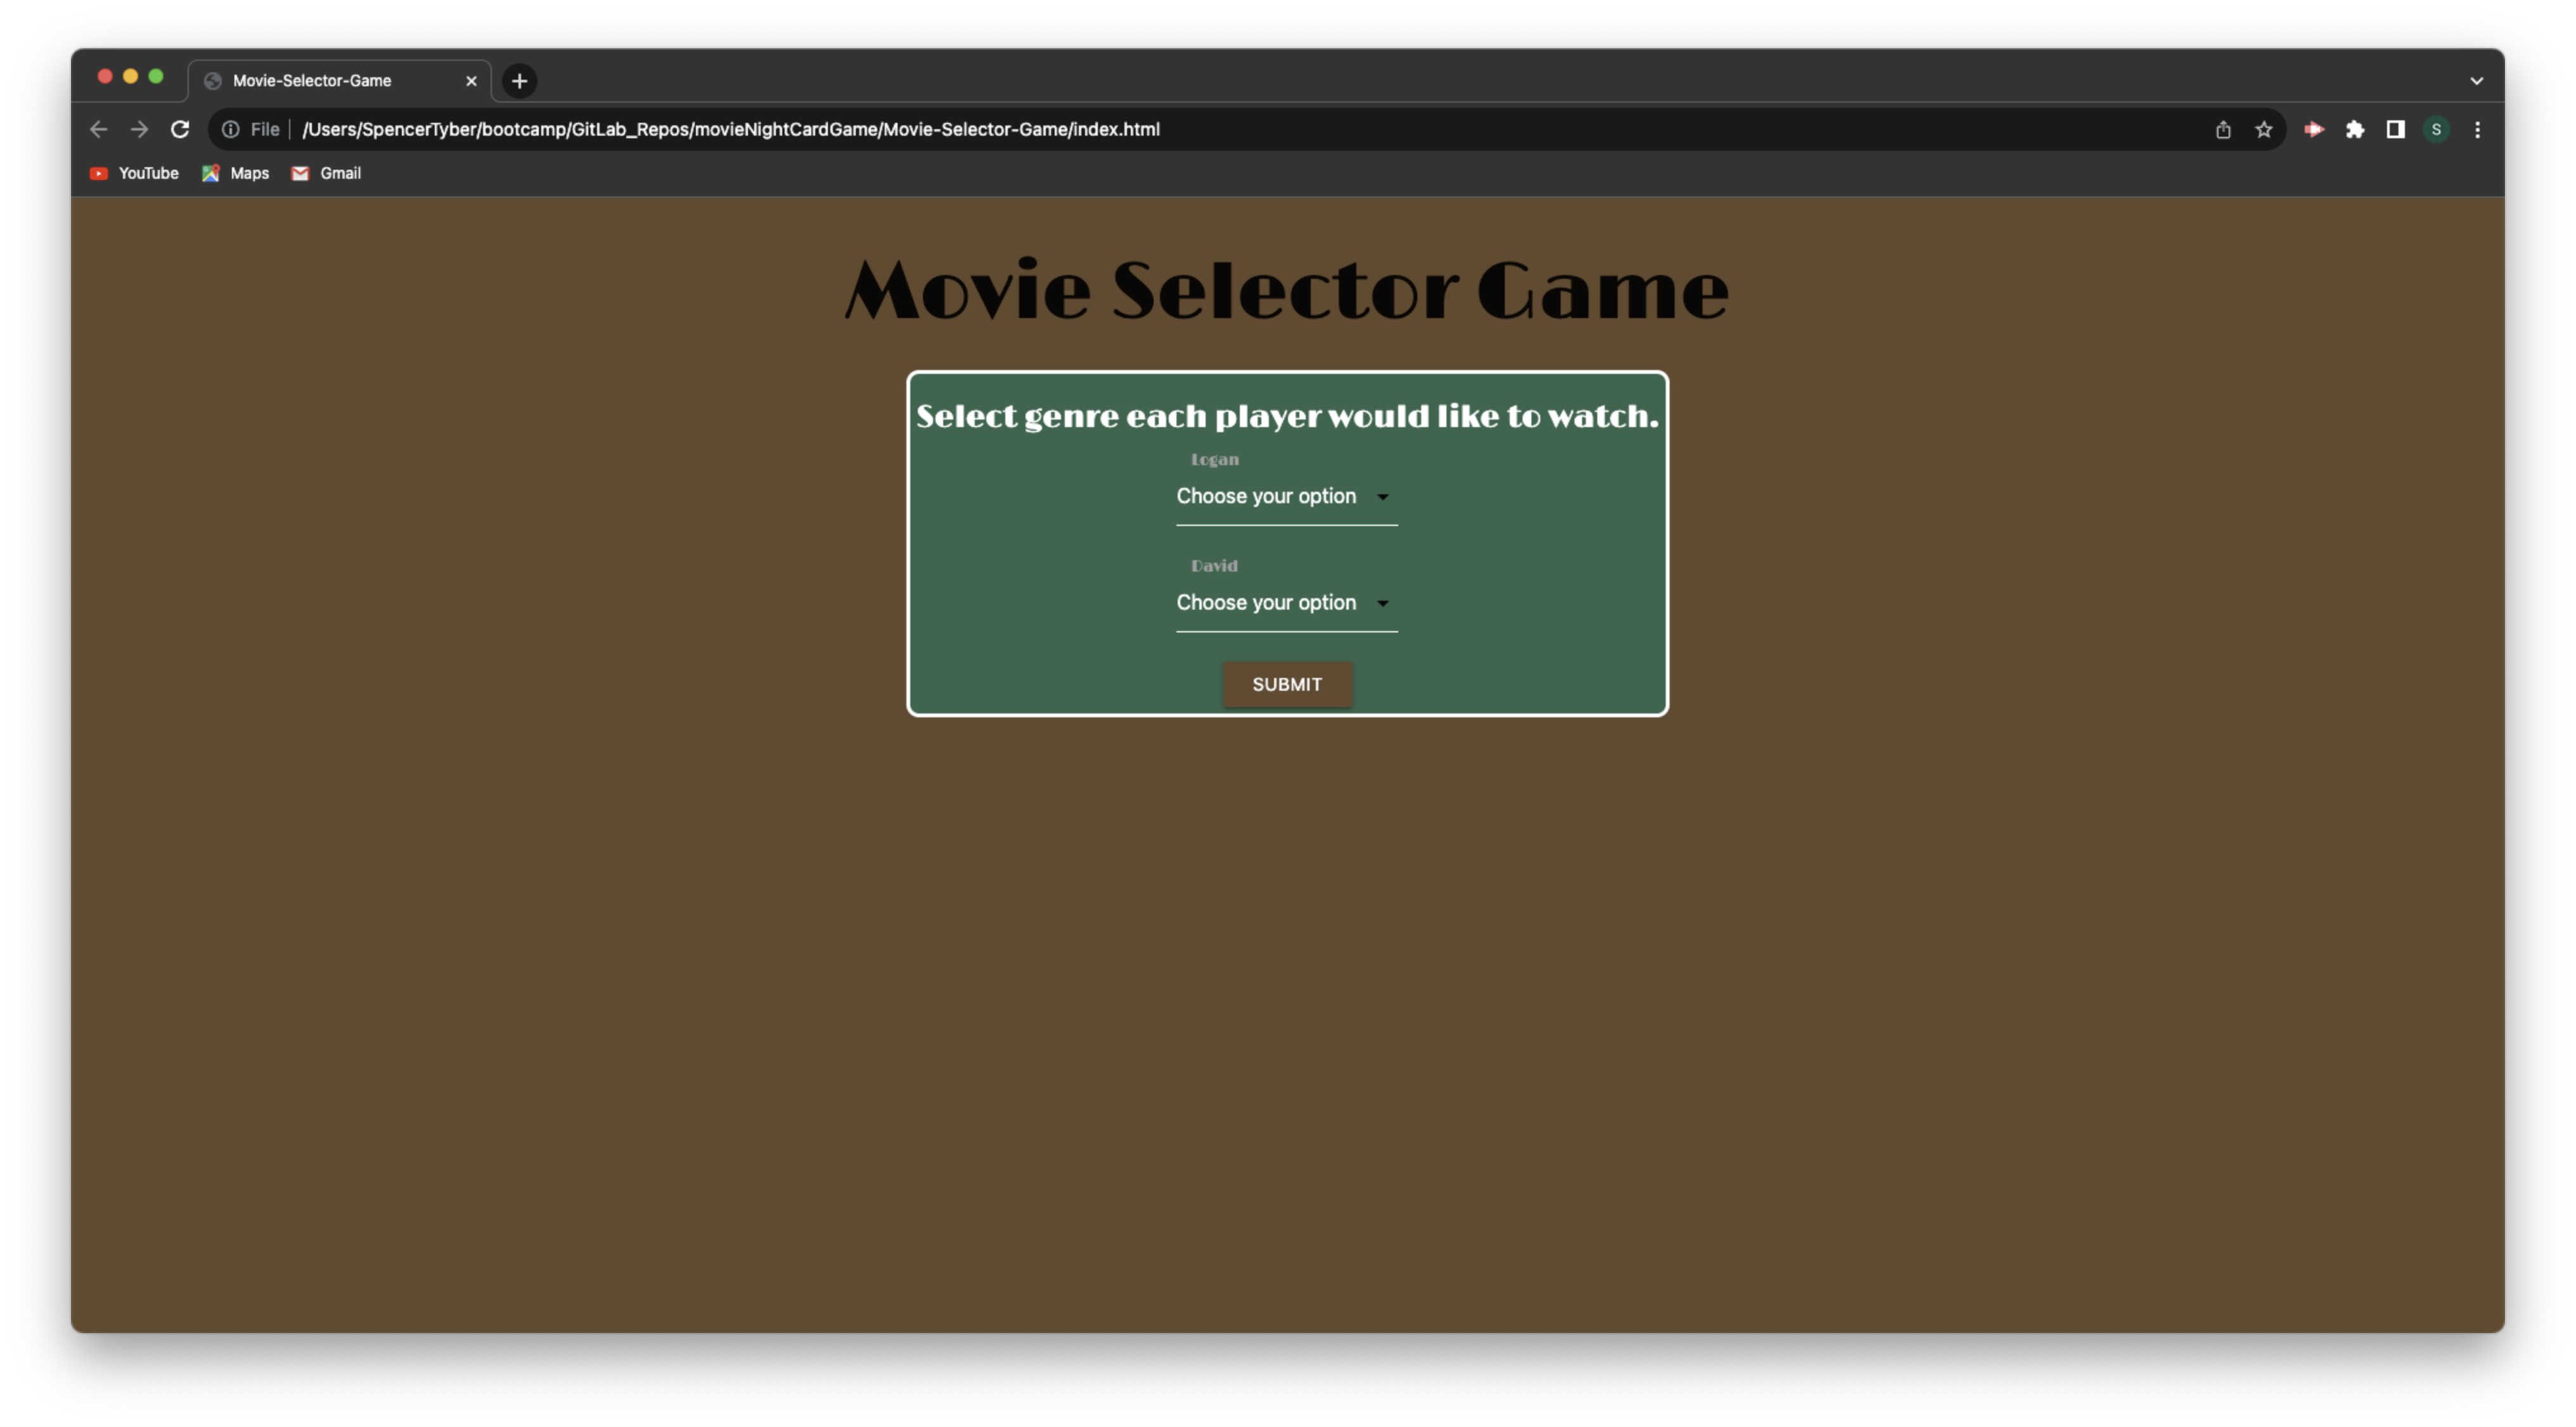 Movie-Selector-Game
File | /Users/SpencerTyber/bootcamp/GitLab_Repos/movieNightCardGame/Movie-Selector-Game/index.html
S
YouTube Maps Gmail
Movie Selector Game
Select genre each player would like to watch.
Logan
Choose your option
David
Choose your option
SUBMIT